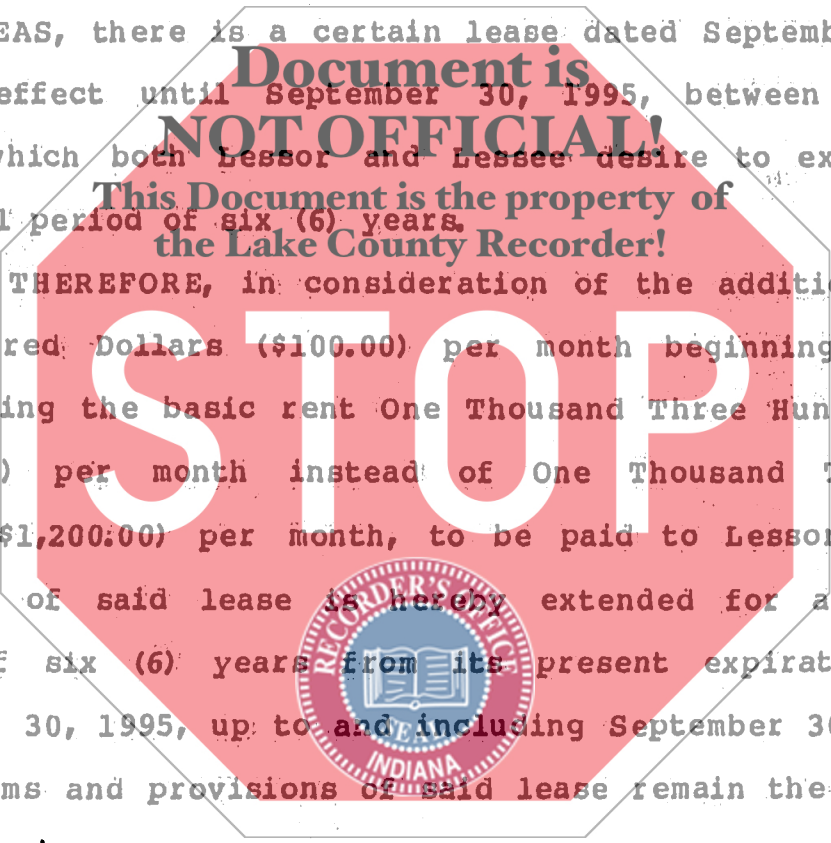 EAS, there is a certain lease dated Septemb
Document is
effect until September 30, 1995, between
NOT OFFICIAL!
which both Lessor and Lessee desire to ex
This Document is the property of
l period of six (6) years.
the Lake County Recorder!
THEREFORE, in consideration of the additi
red Dollars ($100.00) per month beginning
STOP
ing the basic rent One Thousand Three Hun
) per month instead of One Thousand T
$1,200.00) per month, to be paid to Lessor
of said lease is hereby extended for a
RECORDER'S OFFICE
f six (6) years from its present expirat
30, 1995, up to and including September 30
SEAL
INDIANA
ms and provisions of said lease remain the